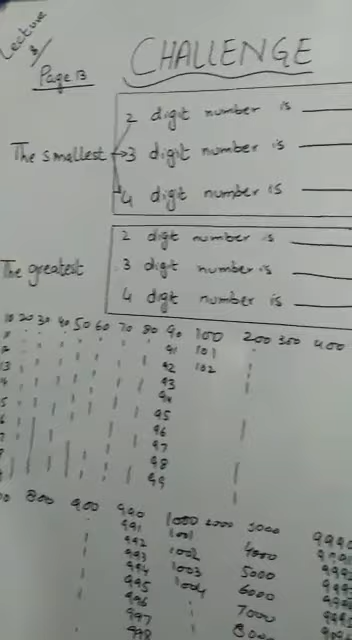 Lecture
3/
Page 13
CHALLENGE
The smallest
2 digit number is
3 digit number is
4 digit number is
The greatest
2 digit number is
3 digit number is
4 digit number is
10 20 30 40 50 60 70 80 90 100 200 300 400
91 101
92 102
93
94
95
96
97
98
99
800 900 990 1000 2000 3000 9990
991 1001 4000
992 1002 5000
993 1003 6000
994 1004 7000
995 8000
996
997
998